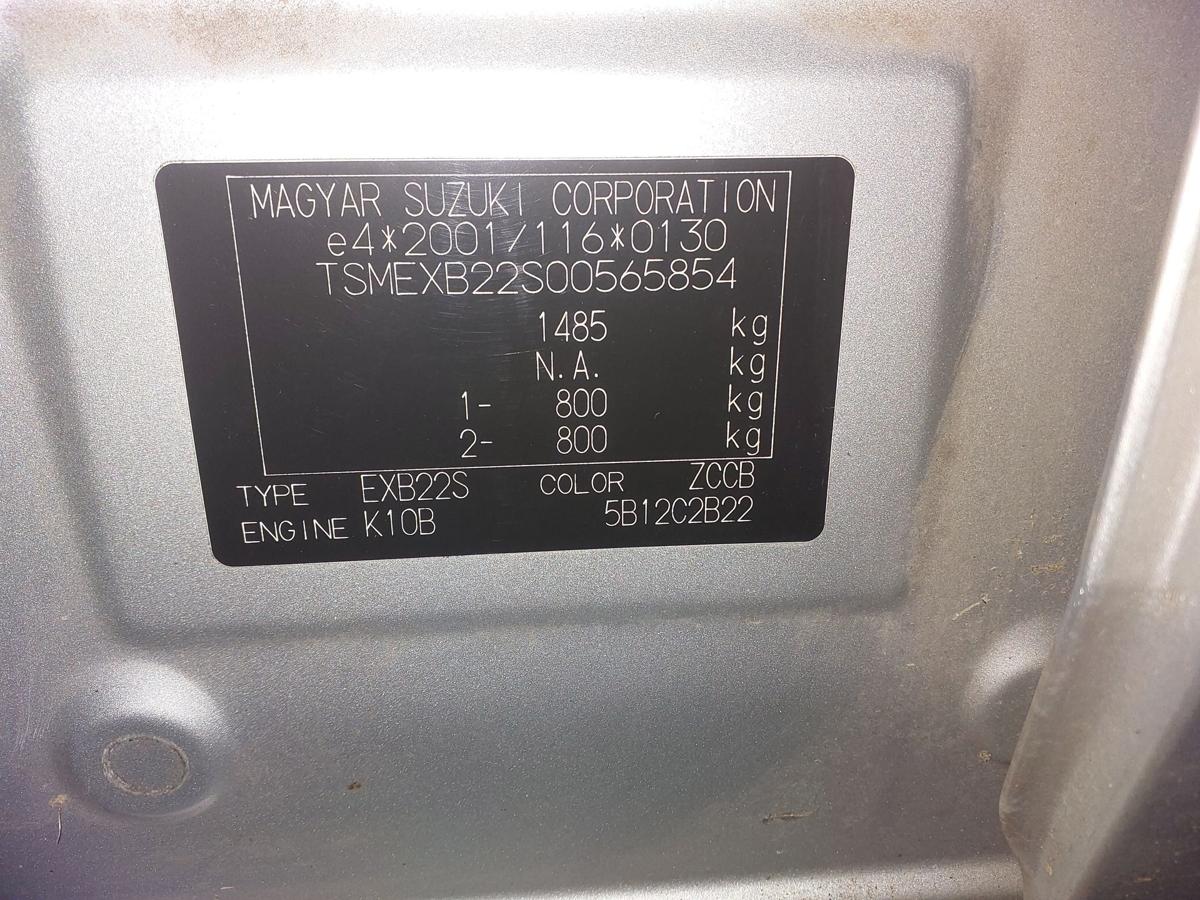 MAGYAR SUZUKI CORPORATION
e4*2001/116*0130
TSMEXB22S00565854
1485 kg
N.A. kg
1- 800 kg
2- 800 kg
TYPE EXB22S COLOR ZCCB
ENGINE K10B 5B12C2B22